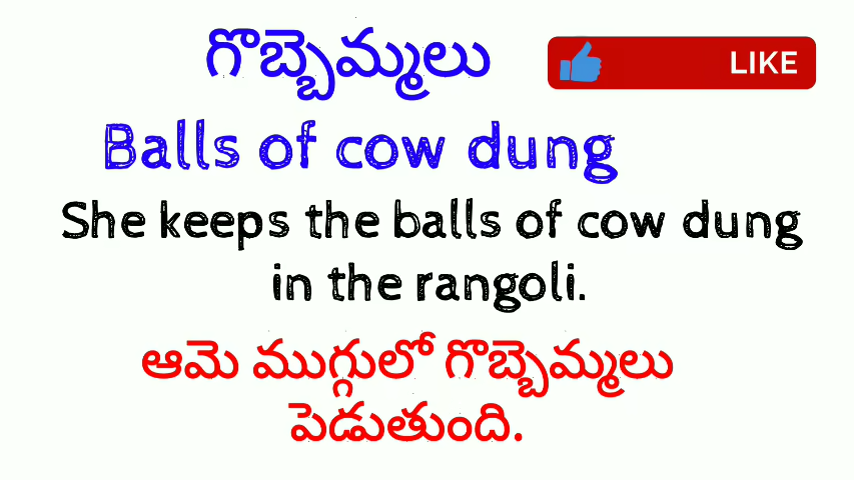 గొబ్బెమ్మలు
LIKE
Balls of cow dung
She keeps the balls of cow dung
in the rangoli.
ఆమె ముగ్గులో గొబ్బెమ్మలు
పెడుతుంది.